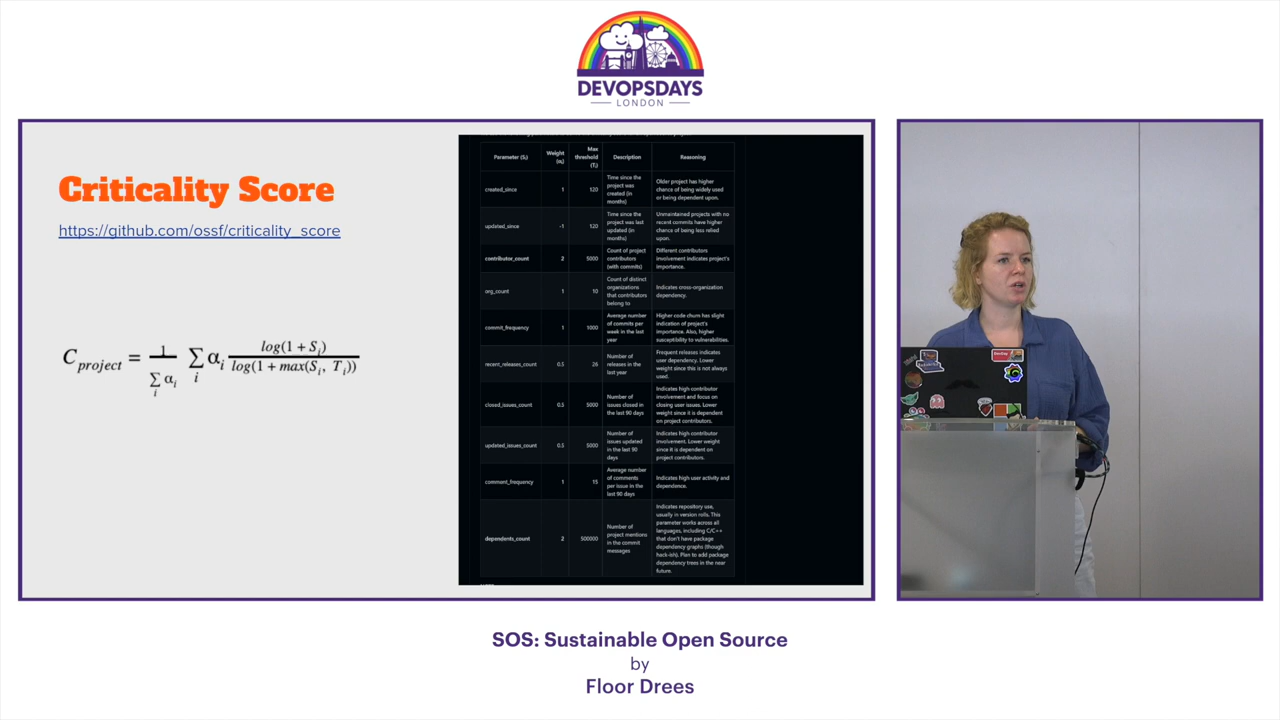 DEVOPSDAYS
LONDON
Criticality Score
https://github.com/ossf/criticality_score
C project = 1 / ∑ i αi ∑ i αi log(1 + Si) / log(1 + max(Si, Ti))
Parameter (Sᵢ) Weight (αᵢ) Max threshold (Tᵢ) Description Reasoning
created_since 1 120 Time since the project was created (in months) Older project has higher chance of being widely used or being dependent upon.
updated_since -1 120 Time since the project was last updated (in months) Unmaintained projects with no recent commits have higher chance of being less relied upon.
contributor_count 2 5000 Count of project contributors (with commits) Different contributors involvement indicates project's importance.
org_count 1 10 Count of distinct organizations that contributors belong to Indicates cross-organization dependency.
commit_frequency 1 1000 Average number of commits per week in the last year Higher code churn has slight indication of project's importance. Also, higher susceptibility to vulnerabilities.
recent_releases_count 0.5 26 Number of releases in the last year Frequent releases indicates user dependency. Lower weight since this is not always used.
closed_issues_count 0.5 5000 Number of issues closed in the last 90 days Indicates high contributor involvement and focus on closing user issues. Lower weight since it is dependent on project contributors.
updated_issues_count 0.5 5000 Number of issues updated in the last 90 days Indicates high contributor involvement. Lower weight since it is dependent on project contributors.
comment_frequency 1 15 Average number of comments per issue in the last 90 days Indicates high user activity and dependence.
dependents_count 2 500000 Number of project mentions in the commit messages Indicates repository use, usually in version rolls. This parameter works across all languages, including C/C++ that don't have package dependency graphs (though hack-ish). Plan to add package dependency trees in the near future.
SOS: Sustainable Open Source
by
Floor Drees